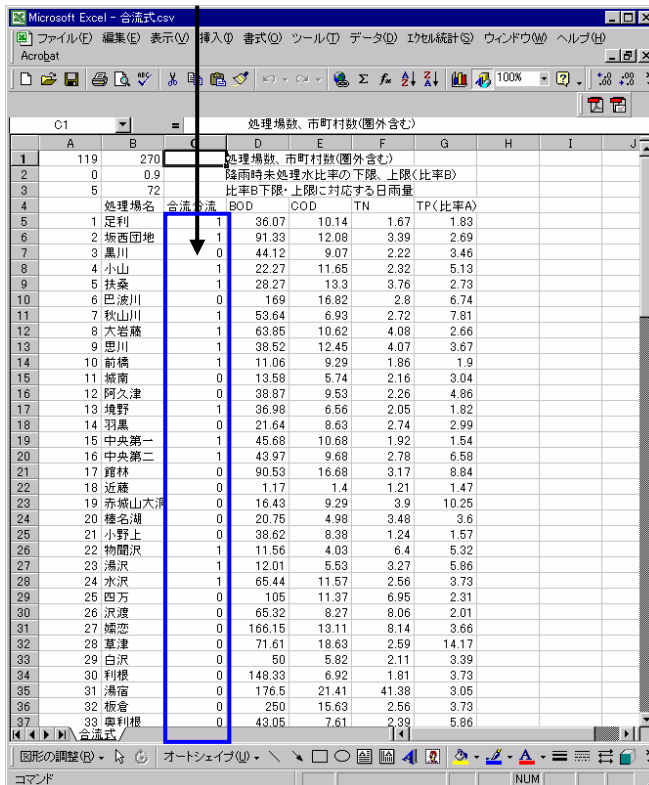 Microsoft Excel - 合流式.csv
ファイル(F) 編集(E) 表示(V) 挿入(I) 書式(O) ツール(T) データ(D) エクセル統計(S) ウィンドウ(W) ヘルプ(H)
Acrobat
100%
C1 = 処理場数、市町村数(圏外含む)
A B C D E F G H I J
1 119 270 処理場数、市町村数(圏外含む)
2 0 0.9 降雨時未処理水比率の下限、上限(比率B)
3 5 72 比率B下限・上限に対応する日雨量
4 処理場名 合流分流 BOD COD TN TP(比率A)
5 1 足利 1 36.07 10.14 1.67 1.83
6 2 坂西団地 1 91.33 12.08 3.39 2.69
7 3 黒川 0 44.12 9.07 2.22 3.46
8 4 小山 1 22.27 11.65 2.32 5.13
9 5 扶桑 1 28.27 13.3 3.76 2.73
10 6 巴波川 0 169 16.82 2.8 6.74
11 7 秋山川 1 53.64 6.93 2.72 7.81
12 8 大岩藤 1 63.85 10.62 4.08 2.66
13 9 思川 1 38.52 12.45 4.07 3.67
14 10 前橋 1 11.06 9.29 1.86 1.9
15 11 城南 0 13.58 5.74 2.16 3.04
16 12 阿久津 0 38.87 9.53 2.26 4.86
17 13 境野 1 36.98 6.56 2.05 1.82
18 14 羽黒 0 21.64 8.63 2.74 2.99
19 15 中央第一 1 45.68 10.68 1.92 1.54
20 16 中央第二 1 43.97 9.68 2.78 6.58
21 17 館林 0 90.53 16.68 3.17 8.84
22 18 近藤 0 1.17 1.4 1.21 1.47
23 19 赤城山大洞 0 16.43 9.29 3.9 10.25
24 20 榛名湖 0 20.75 4.98 3.48 3.6
25 21 小野上 0 38.62 8.38 1.24 1.57
26 22 物聞沢 1 11.56 4.03 6.4 5.32
27 23 湯沢 1 12.01 5.53 3.27 5.86
28 24 水沢 1 65.44 11.57 2.56 3.73
29 25 四万 0 105 11.37 6.95 2.31
30 26 沢渡 0 65.32 8.27 8.06 2.01
31 27 嬬恋 0 166.15 13.11 8.14 3.66
32 28 草津 0 71.61 18.63 2.59 14.17
33 29 白沢 0 50 5.82 2.11 3.39
34 30 利根 0 148.33 6.92 1.81 3.73
35 31 湯宿 0 176.5 21.41 41.38 3.05
36 32 板倉 0 250 15.63 2.56 3.73
37 33 奥利根 0 43.05 7.61 2.39 5.86
合流式
図形の調整(R) オートシェイプ(U)
コマンド NUM